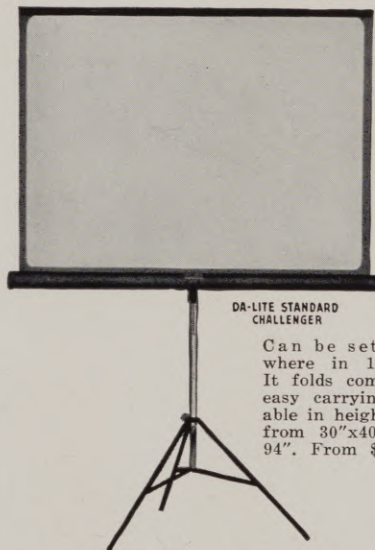 DA-LITE STANDARD
CHALLENGER
Can be set
where in 1
It folds com
easy carryin
able in heigh
from 30"x40
94". From $